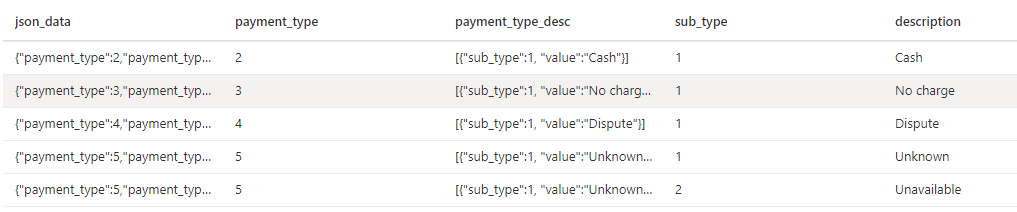 json_data payment_type payment_type_desc sub_type description
{"payment_type":2,"payment_typ... 2 [{"sub_type":1, "value":"Cash"}] 1 Cash
{"payment_type":3,"payment_typ... 3 [{"sub_type":1, "value":"No charg... 1 No charge
{"payment_type":4,"payment_typ... 4 [{"sub_type":1, "value":"Dispute"}] 1 Dispute
{"payment_type":5,"payment_typ... 5 [{"sub_type":1, "value":"Unknown... 1 Unknown
{"payment_type":5,"payment_typ... 5 [{"sub_type":1, "value":"Unknown... 2 Unavailable